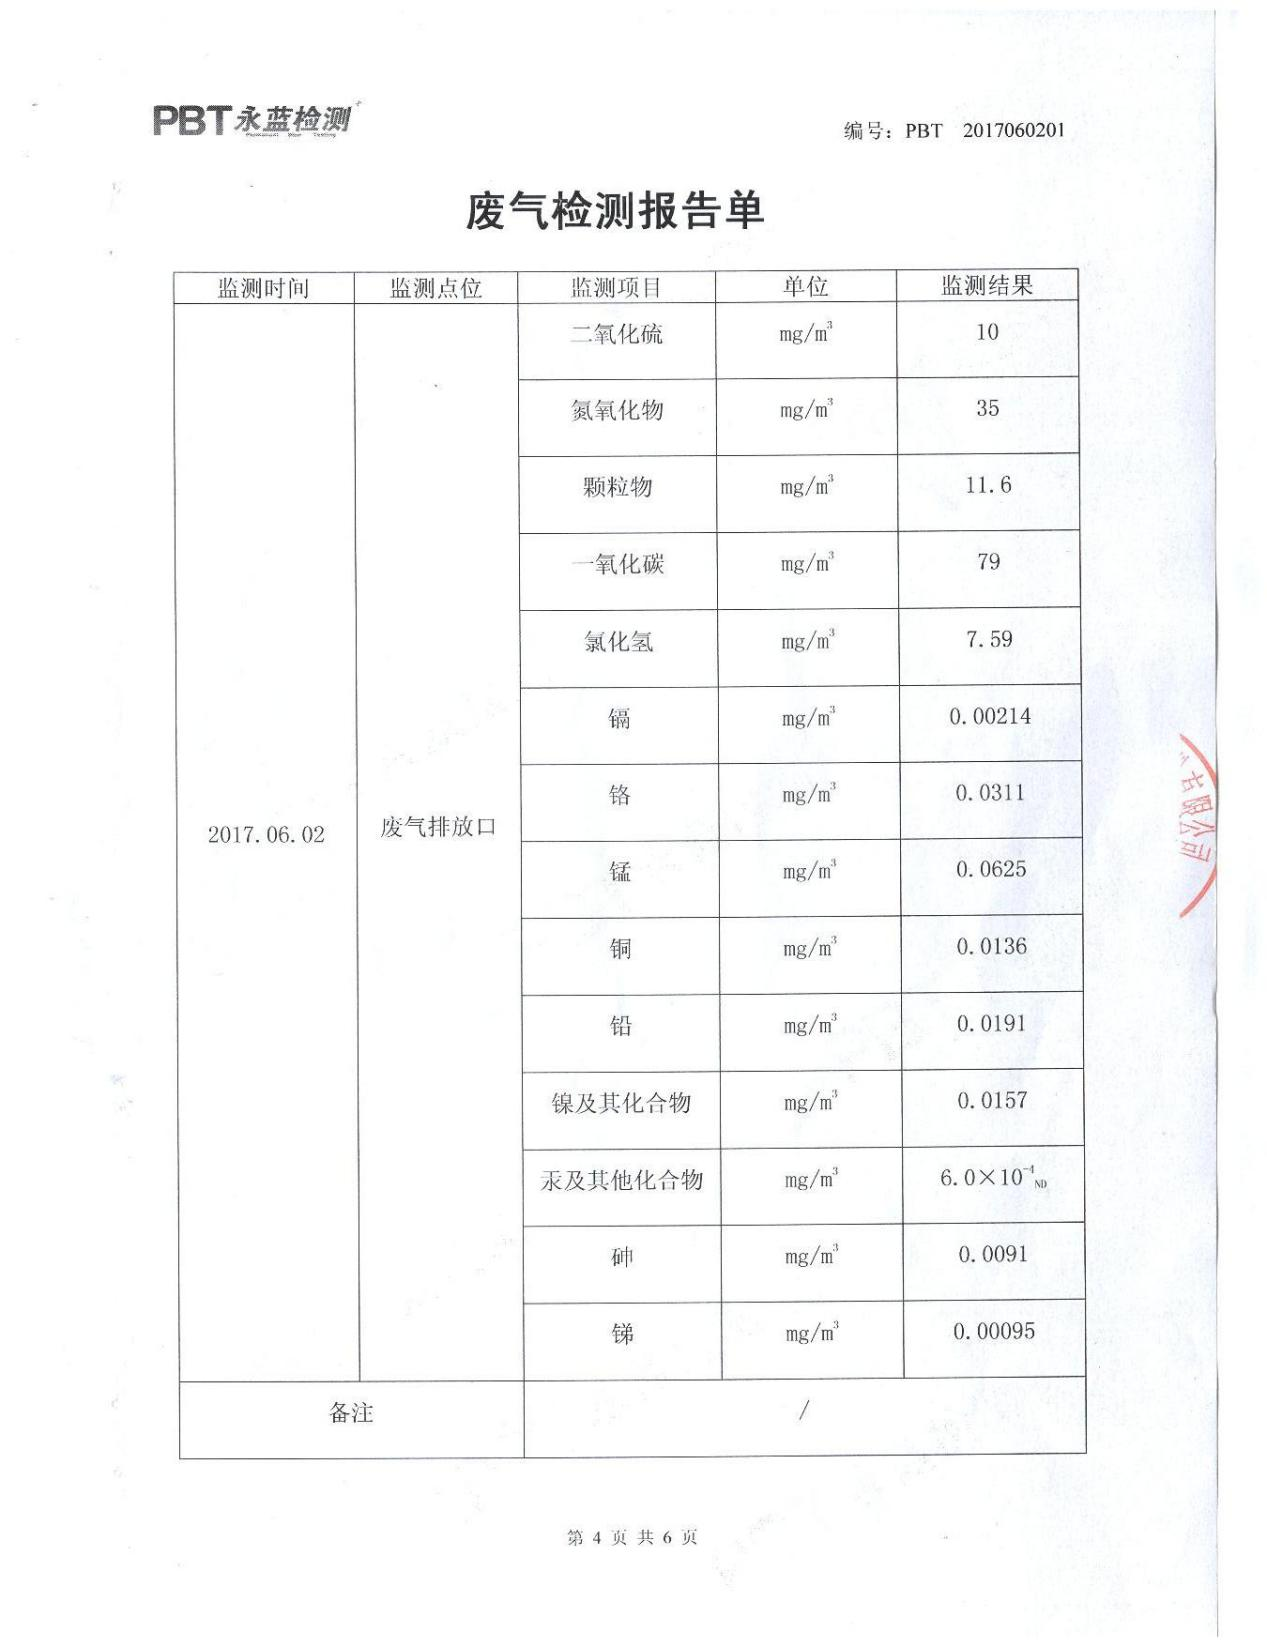 PBT永蓝检测
编号：PBT 2017060201
废气检测报告单
监测时间 监测点位 监测项目 单位 监测结果
二氧化硫 mg/m³ 10
氮氧化物 mg/m³ 35
颗粒物 mg/m³ 11.6
一氧化碳 mg/m³ 79
氯化氢 mg/m³ 7.59
镉 mg/m³ 0.00214
铬 mg/m³ 0.0311
2017.06.02 废气排放口
锰 mg/m³ 0.0625
铜 mg/m³ 0.0136
铅 mg/m³ 0.0191
镍及其化合物 mg/m³ 0.0157
汞及其他化合物 mg/m³ 6.0×10⁻⁴ND
砷 mg/m³ 0.0091
锑 mg/m³ 0.00095
备注 /
第 4 页 共 6 页
有限公司